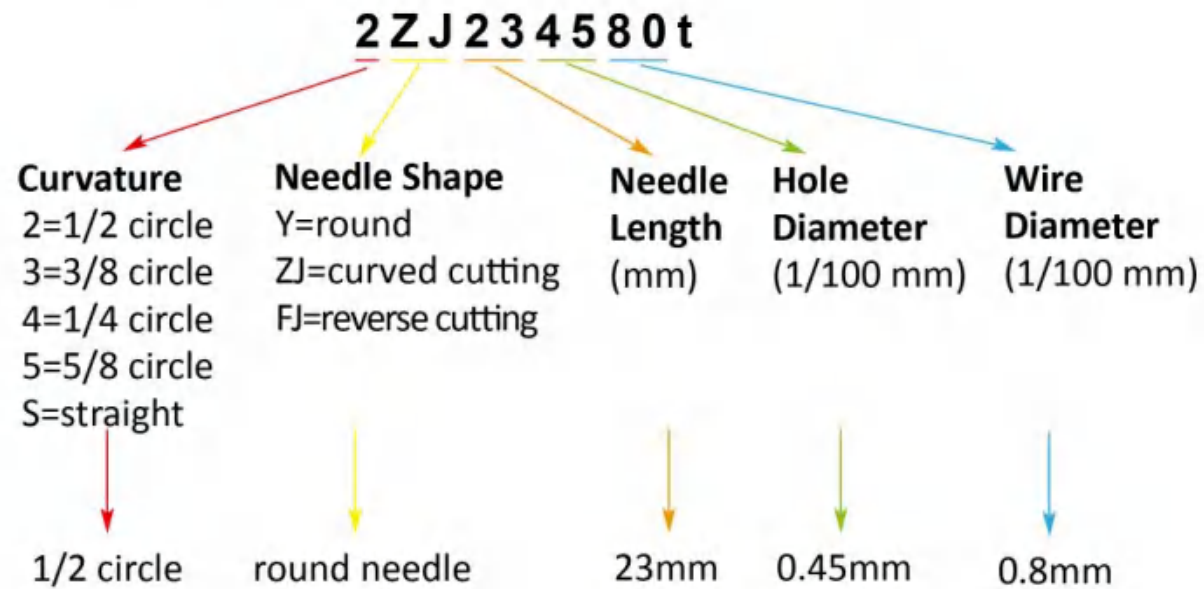 2ZJ234580t
Curvature
2=1/2 circle
3=3/8 circle
4=1/4 circle
5=5/8 circle
S=straight
1/2 circle
Needle Shape
Y=round
ZJ=curved cutting
FJ=reverse cutting
round needle
Needle
Length
(mm)
23mm
Hole
Diameter
(1/100 mm)
0.45mm
Wire
Diameter
(1/100 mm)
0.8mm